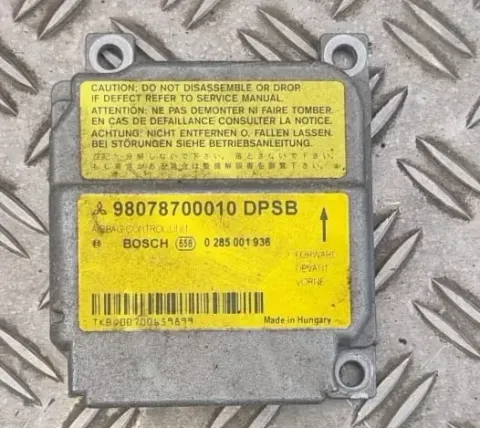 CAUTION: DO NOT DISASSEMBLE OR DROP.
IF DEFECT REFER TO SERVICE MANUAL.
ATTENTION: NE PAS DEMONTER NI FAIRE TOMBER.
EN CAS DE DEFAILLANCE CONSULTER LA NOTICE.
ACHTUNG: NICHT ENTFERNEN O. FALLEN LASSEN.
BEI STÖRUNGEN SIEHE BETRIEBSANLEITUNG.
98078700010 DPSB
AIRBAG CONTROL UNIT
BOSCH 658 0 285 001 936
FORWARD
DEVANT
VORNE
Made in Hungary